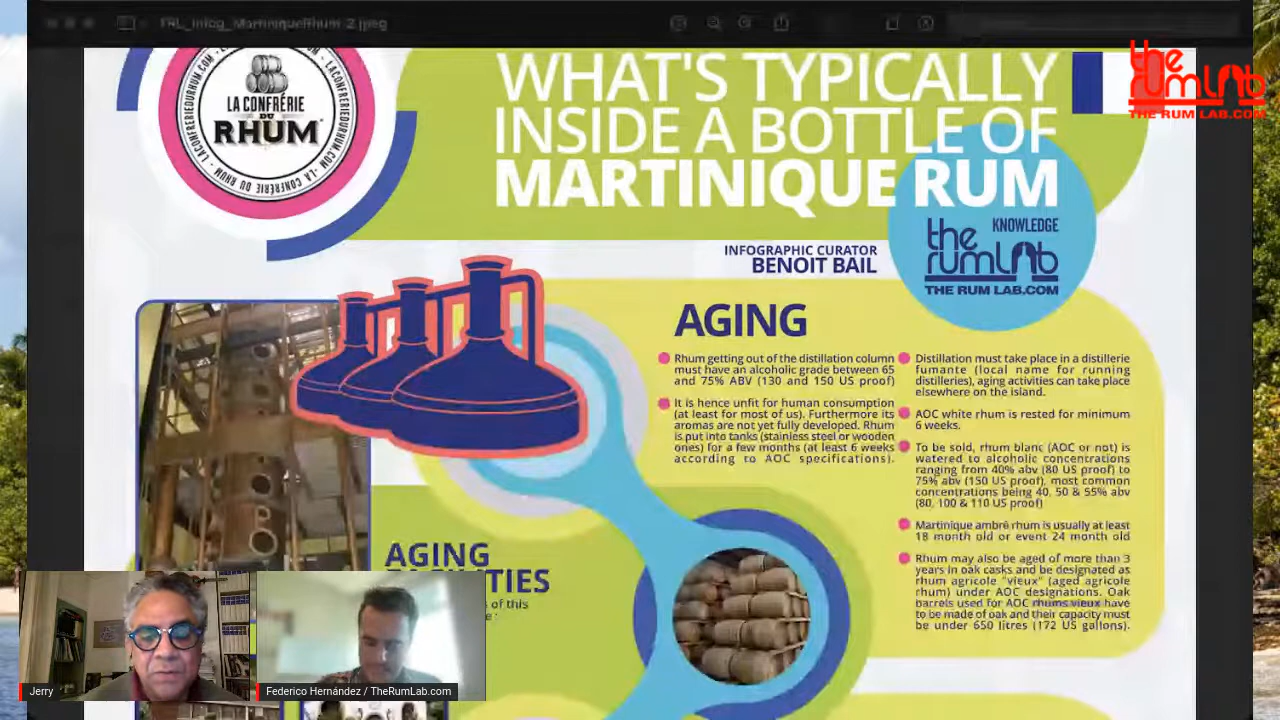 TRL_Infog_MartiniqueRhum-2.jpeg
LACONFRERIEDURHUM.COM
LA CONFRÉRIE
DU
RHUM
LA CONFRÉRIE DU RHUM
WHAT'S TYPICALLY
INSIDE A BOTTLE OF
MARTINIQUE RUM
the
rumlab
THE RUM LAB.COM
KNOWLEDGE
the
rumlab
THE RUM LAB.COM
INFOGRAPHIC CURATOR
BENOIT BAIL
AGING
Rhum getting out of the distillation column
must have an alcoholic grade between 65
and 75% ABV (130 and 150 US proof)
It is hence unfit for human consumption
(at least for most of us). Furthermore its
aromas are not yet fully developed. Rhum
is put into tanks (stainless steel or wooden
ones) for a few months (at least 6 weeks
according to AOC specifications).
Distillation must take place in a distillerie
fumante (local name for running
distilleries), aging activities can take place
elsewhere on the island.
AOC white rhum is rested for minimum
6 weeks.
To be sold, rhum blanc (AOC or not) is
watered to alcoholic concentrations
ranging from 40% abv (80 US proof) to
75% abv (150 US proof), most common
concentrations being 40, 50 & 55% abv
(80, 100 & 110 US proof)
Martinique ambré rhum is usually at least
18 month old or event 24 month old
Rhum may also be aged of more than 3
years in oak casks and be designated as
rhum agricole "vieux" (aged agricole
rhum) under AOC designations. Oak
barrels used for AOC rhums vieux have
to be made of oak and their capacity must
be under 650 litres (172 US gallons).
AGING
of this
Jerry
Federico Hernández / TheRumLab.com